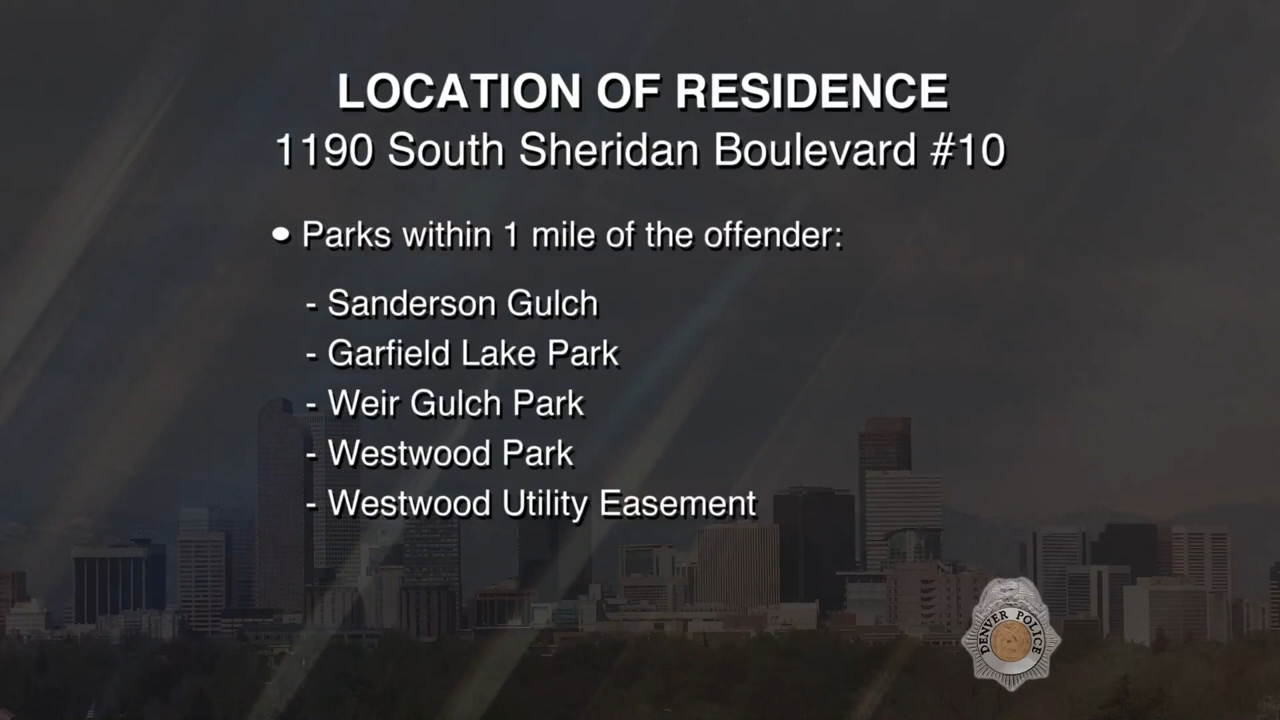 LOCATION OF RESIDENCE
1190 South Sheridan Boulevard #10
• Parks within 1 mile of the offender:
- Sanderson Gulch
- Garfield Lake Park
- Weir Gulch Park
- Westwood Park
- Westwood Utility Easement
DENVER POLICE